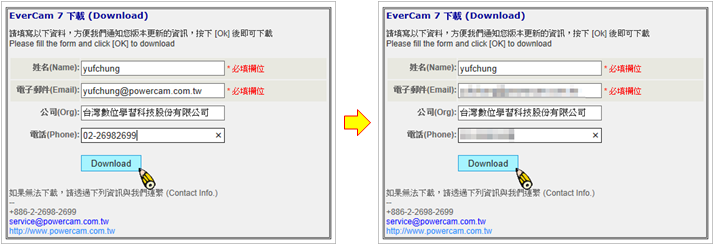 EverCam 7 下載 (Download)
請填寫以下資料，方便我們通知您版本更新的資訊，按下 [Ok] 後即可下載
Please fill the form and click [OK] to download
姓名(Name): yufchung * 必填欄位
電子郵件(Email): yufchung@powercam.com.tw * 必填欄位
公司(Org): 台灣數位學習科技股份有限公司
電話(Phone): 02-26982699 ×
Download
如果無法下載，請透過下列資訊與我們連繫 (Contact Info.)
--
+886-2-2698-2699
service@powercam.com.tw
http://www.powercam.com.tw
EverCam 7 下載 (Download)
請填寫以下資料，方便我們通知您版本更新的資訊，按下 [Ok] 後即可下載
Please fill the form and click [OK] to download
姓名(Name): yufchung * 必填欄位
電子郵件(Email): * 必填欄位
公司(Org): 台灣數位學習科技股份有限公司
電話(Phone): ×
Download
如果無法下載，請透過下列資訊與我們連繫 (Contact Info.)
--
+886-2-2698-2699
service@powercam.com.tw
http://www.powercam.com.tw